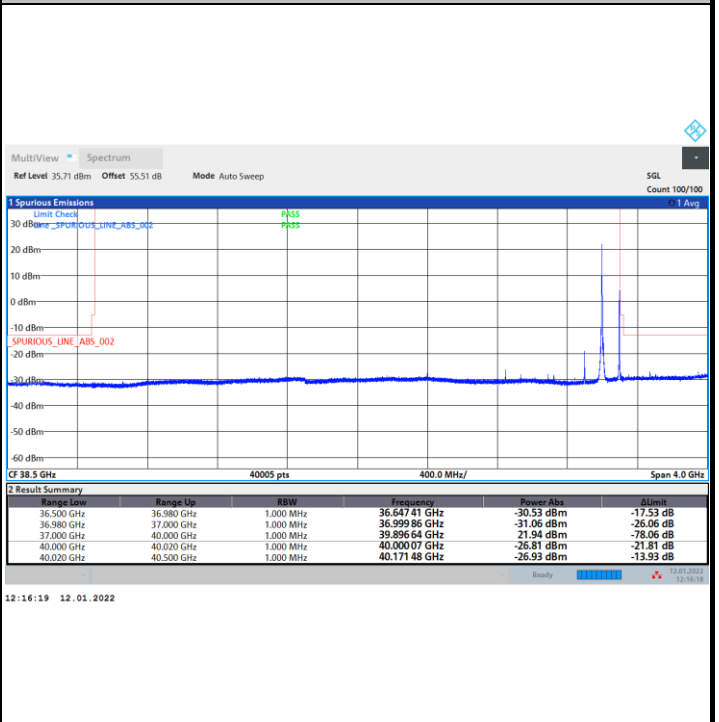 MultiView Spectrum
Ref Level 35.71 dBm Offset 55.51 dB Mode Auto Sweep SGL
Count 100/100
1 Spurious Emissions 1 Avg
Limit Check PASS
30 dBm Line _SPURIOUS_LINE_ABS_002 PASS
20 dBm
10 dBm
0 dBm
-10 dBm
_SPURIOUS_LINE_ABS_002
-20 dBm
-30 dBm
-40 dBm
-50 dBm
-60 dBm
CF 38.5 GHz 40005 pts 400.0 MHz/ Span 4.0 GHz
2 Result Summary
Range Low Range Up RBW Frequency Power Abs ΔLimit
36.500 GHz 36.980 GHz 1.000 MHz 36.647 41 GHz -30.53 dBm -17.53 dB
36.980 GHz 37.000 GHz 1.000 MHz 36.999 86 GHz -31.06 dBm -26.06 dB
37.000 GHz 40.000 GHz 1.000 MHz 39.896 64 GHz 21.94 dBm -78.06 dB
40.000 GHz 40.020 GHz 1.000 MHz 40.000 07 GHz -26.81 dBm -21.81 dB
40.020 GHz 40.500 GHz 1.000 MHz 40.171 48 GHz -26.93 dBm -13.93 dB
Ready 12.01.2022
12:16:18
12:16:19 12.01.2022